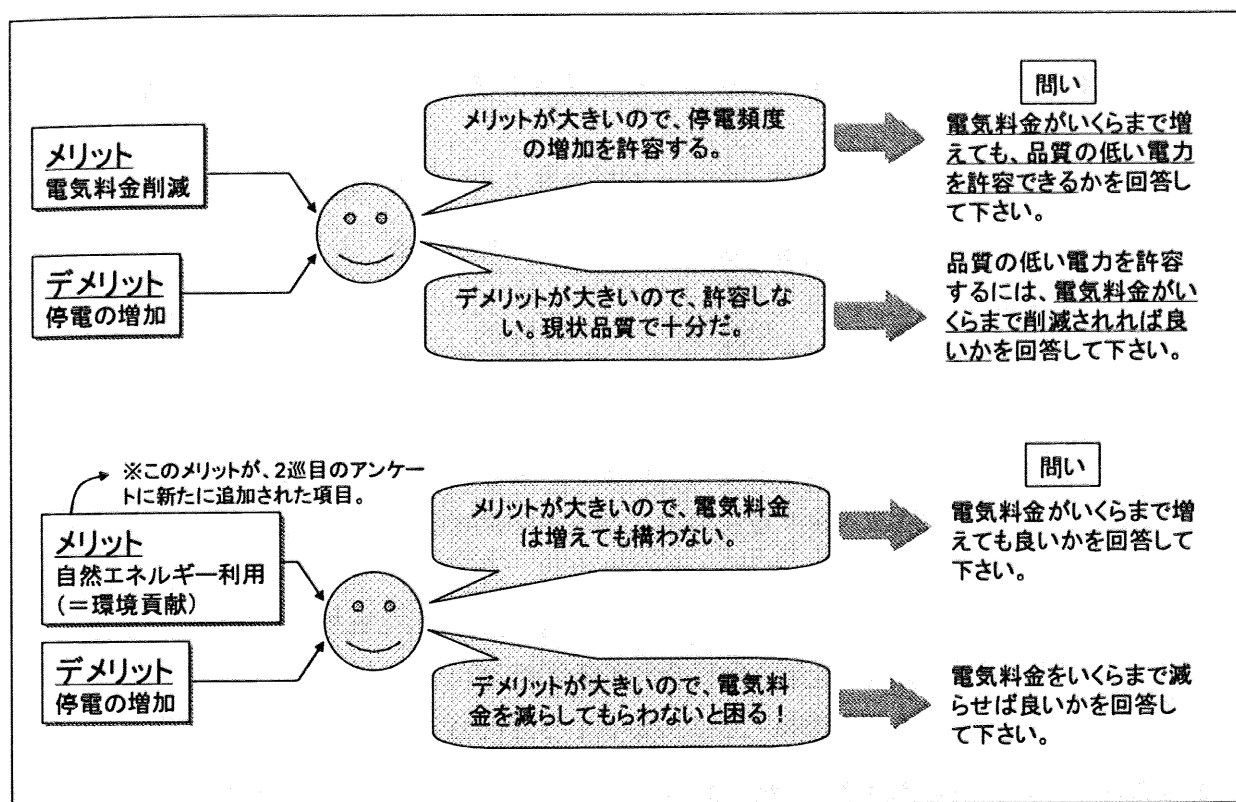 メリット
電気料金削減
デメリット
停電の増加
メリットが大きいので、停電頻度
の増加を許容する。
デメリットが大きいので、許容しな
い。現状品質で十分だ。
問い
電気料金がいくらまで増
えても、品質の低い電力
を許容できるかを回答し
て下さい。
品質の低い電力を許容
するには、電気料金がい
くらまで削減されれば良
いかを回答して下さい。
※このメリットが、2巡目のアンケー
トに新たに追加された項目。
メリット
自然エネルギー利用
(＝環境貢献)
デメリット
停電の増加
メリットが大きいので、電気料金
は増えても構わない。
デメリットが大きいので、電気料
金を減らしてもらわないと困る！
問い
電気料金がいくらまで増
えても良いかを回答して
下さい。
電気料金をいくらまで減
らせば良いかを回答し
て下さい。